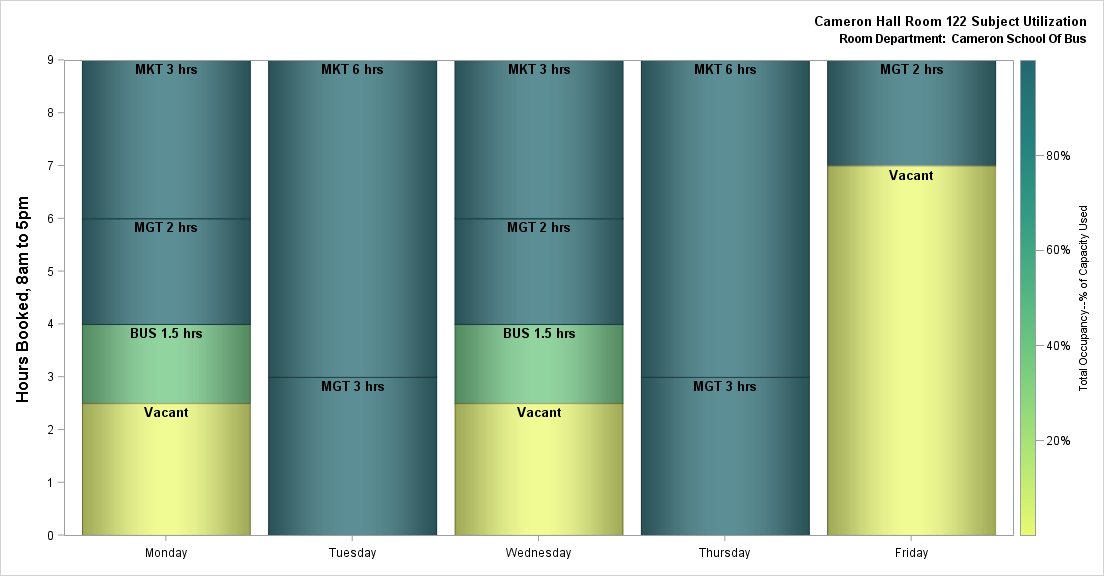 Cameron Hall Room 122 Subject Utilization
Room Department: Cameron School Of Bus
Hours Booked, 8am to 5pm
9
8
7
6
5
4
3
2
1
0
MKT 3 hrs
MGT 2 hrs
BUS 1.5 hrs
Vacant
MKT 6 hrs
MGT 3 hrs
MKT 3 hrs
MGT 2 hrs
BUS 1.5 hrs
Vacant
MKT 6 hrs
MGT 3 hrs
MGT 2 hrs
Vacant
Monday
Tuesday
Wednesday
Thursday
Friday
80%
60%
40%
20%
Total Occupancy--% of Capacity Used